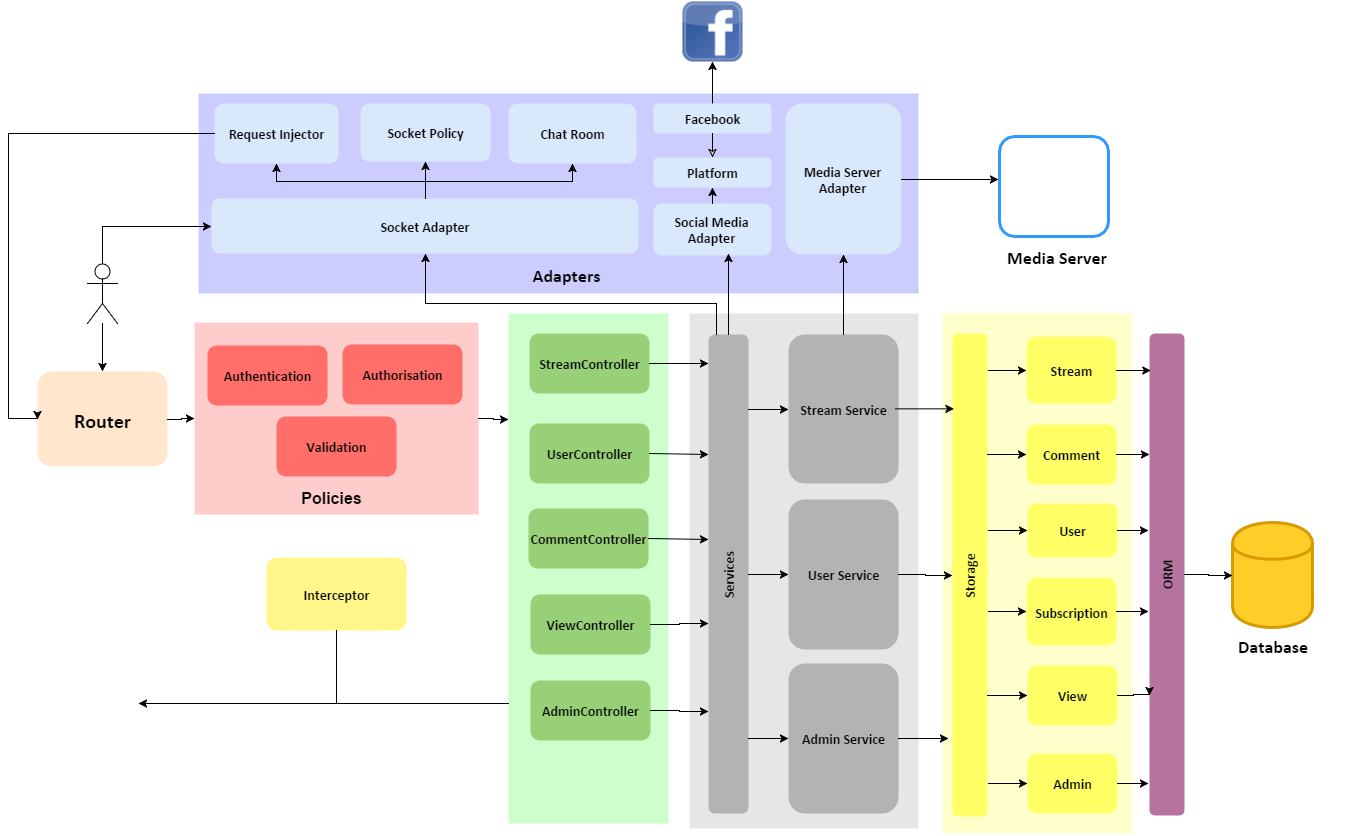 f
Request Injector
Socket Policy
Chat Room
Facebook
Platform
Media Server
Adapter
Socket Adapter
Social Media
Adapter
Adapters
Media Server
Router
Authentication
Authorisation
Validation
Policies
Interceptor
StreamController
UserController
CommentController
ViewController
AdminController
Services
Stream Service
User Service
Admin Service
Storage
Stream
Comment
User
Subscription
View
Admin
ORM
Database